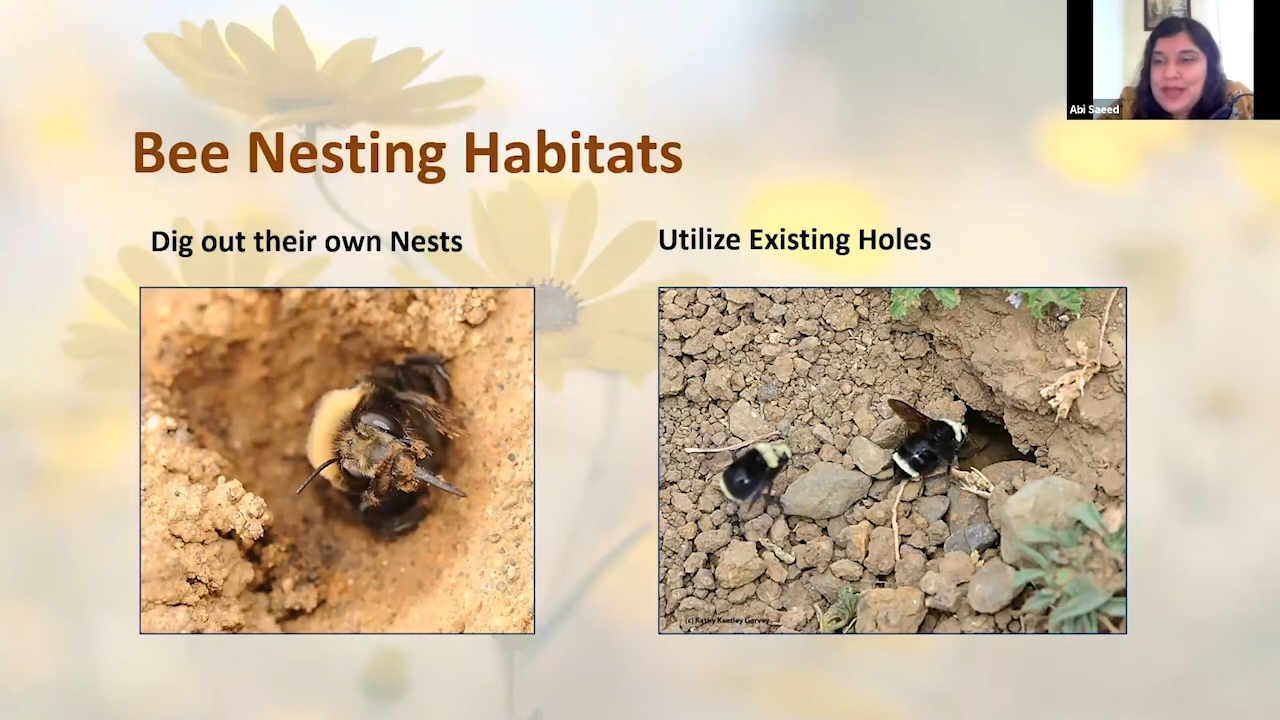 Abi Saeed
Bee Nesting Habitats
Dig out their own Nests
Utilize Existing Holes
(c) Kathy Keatley Garvey